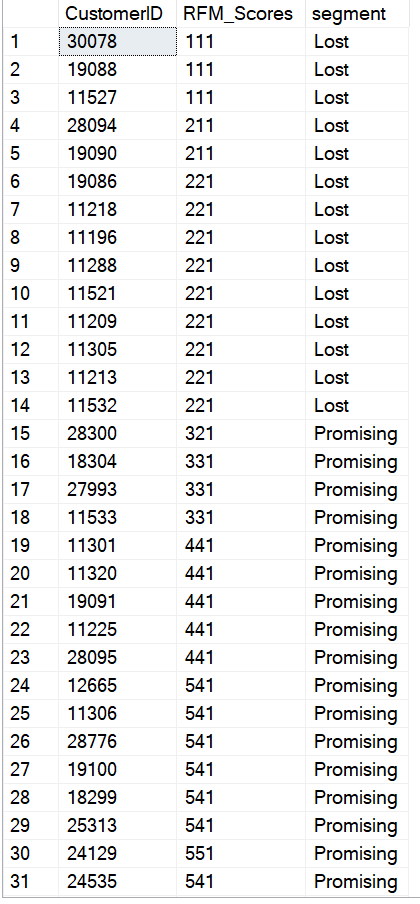 CustomerID RFM_Scores segment
1 30078 111 Lost
2 19088 111 Lost
3 11527 111 Lost
4 28094 211 Lost
5 19090 211 Lost
6 19086 221 Lost
7 11218 221 Lost
8 11196 221 Lost
9 11288 221 Lost
10 11521 221 Lost
11 11209 221 Lost
12 11305 221 Lost
13 11213 221 Lost
14 11532 221 Lost
15 28300 321 Promising
16 18304 331 Promising
17 27993 331 Promising
18 11533 331 Promising
19 11301 441 Promising
20 11320 441 Promising
21 19091 441 Promising
22 11225 441 Promising
23 28095 441 Promising
24 12665 541 Promising
25 11306 541 Promising
26 28776 541 Promising
27 19100 541 Promising
28 18299 541 Promising
29 25313 541 Promising
30 24129 551 Promising
31 24535 541 Promising